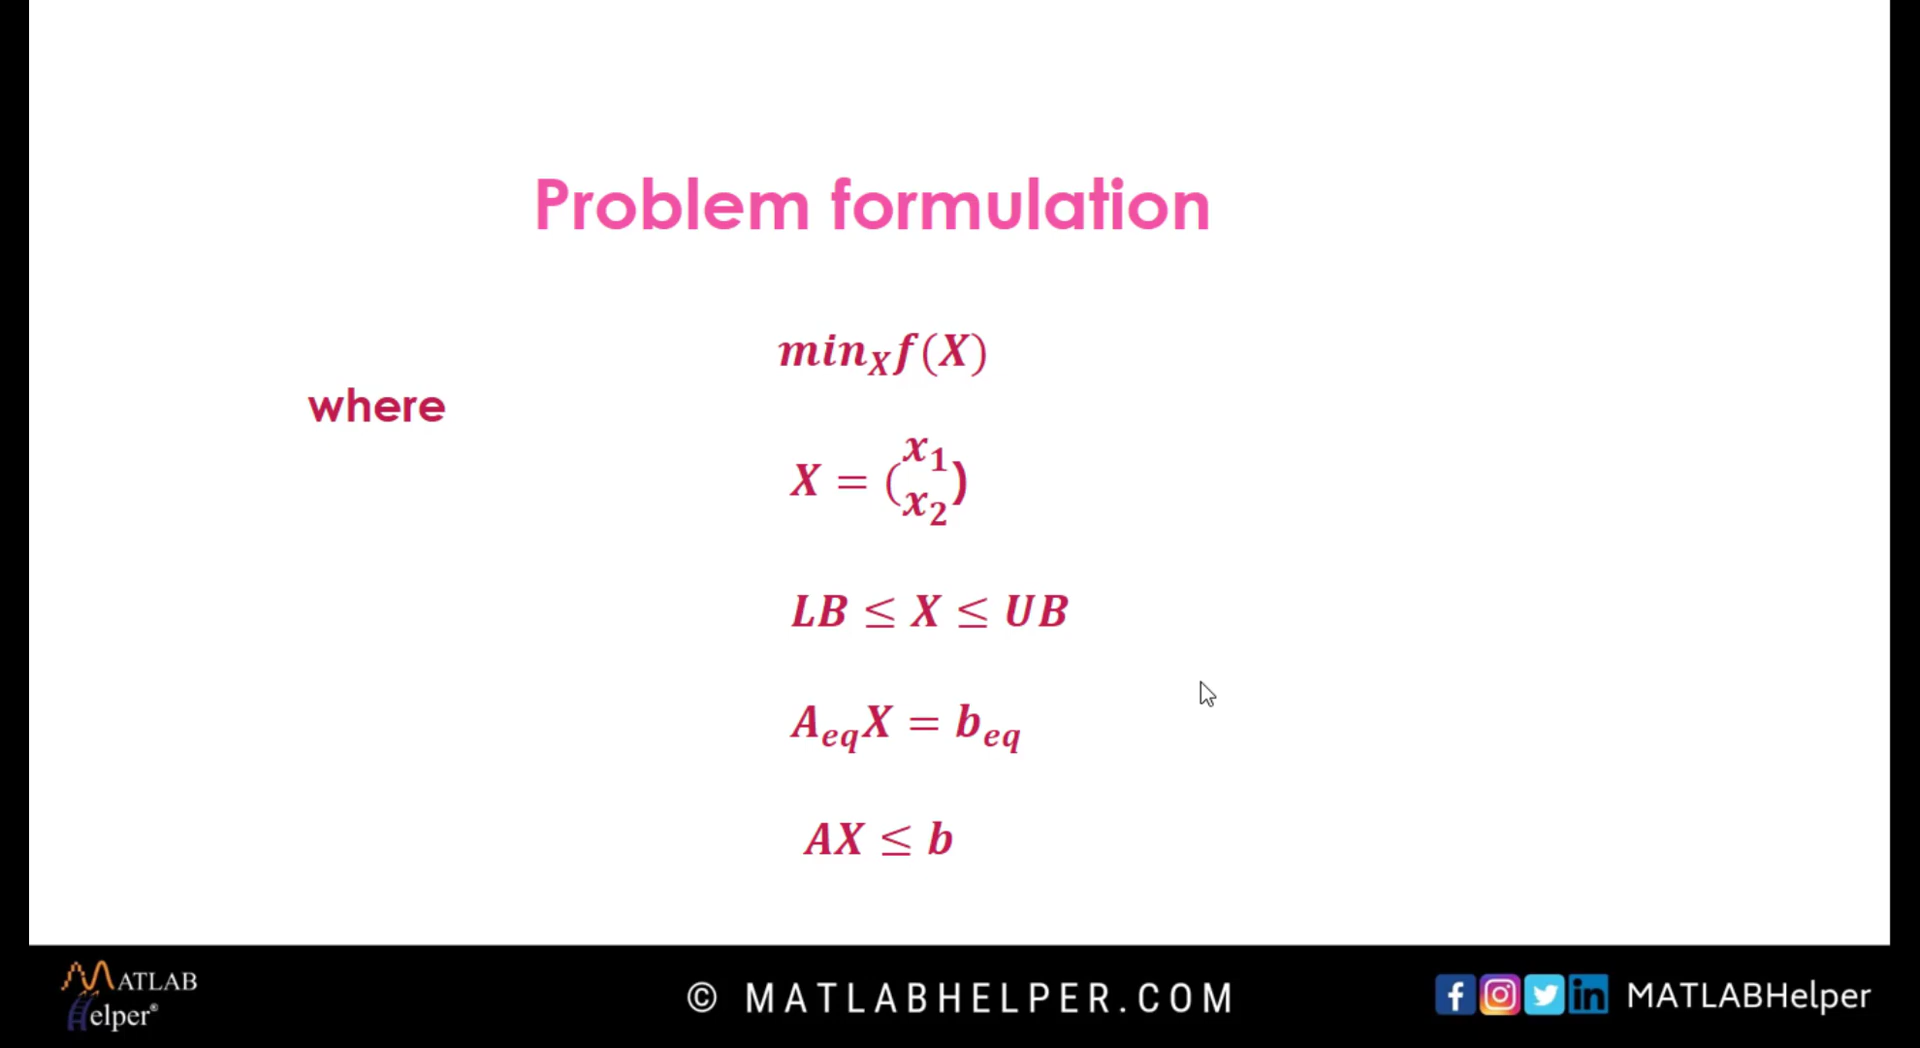 Problem formulation
min_X f(X)
where
X = (x_1 x_2)
LB ≤ X ≤ UB
A_eq X = b_eq
AX ≤ b
MATLAB
Helper®
© MATLABHELPER.COM
MATLABHelper